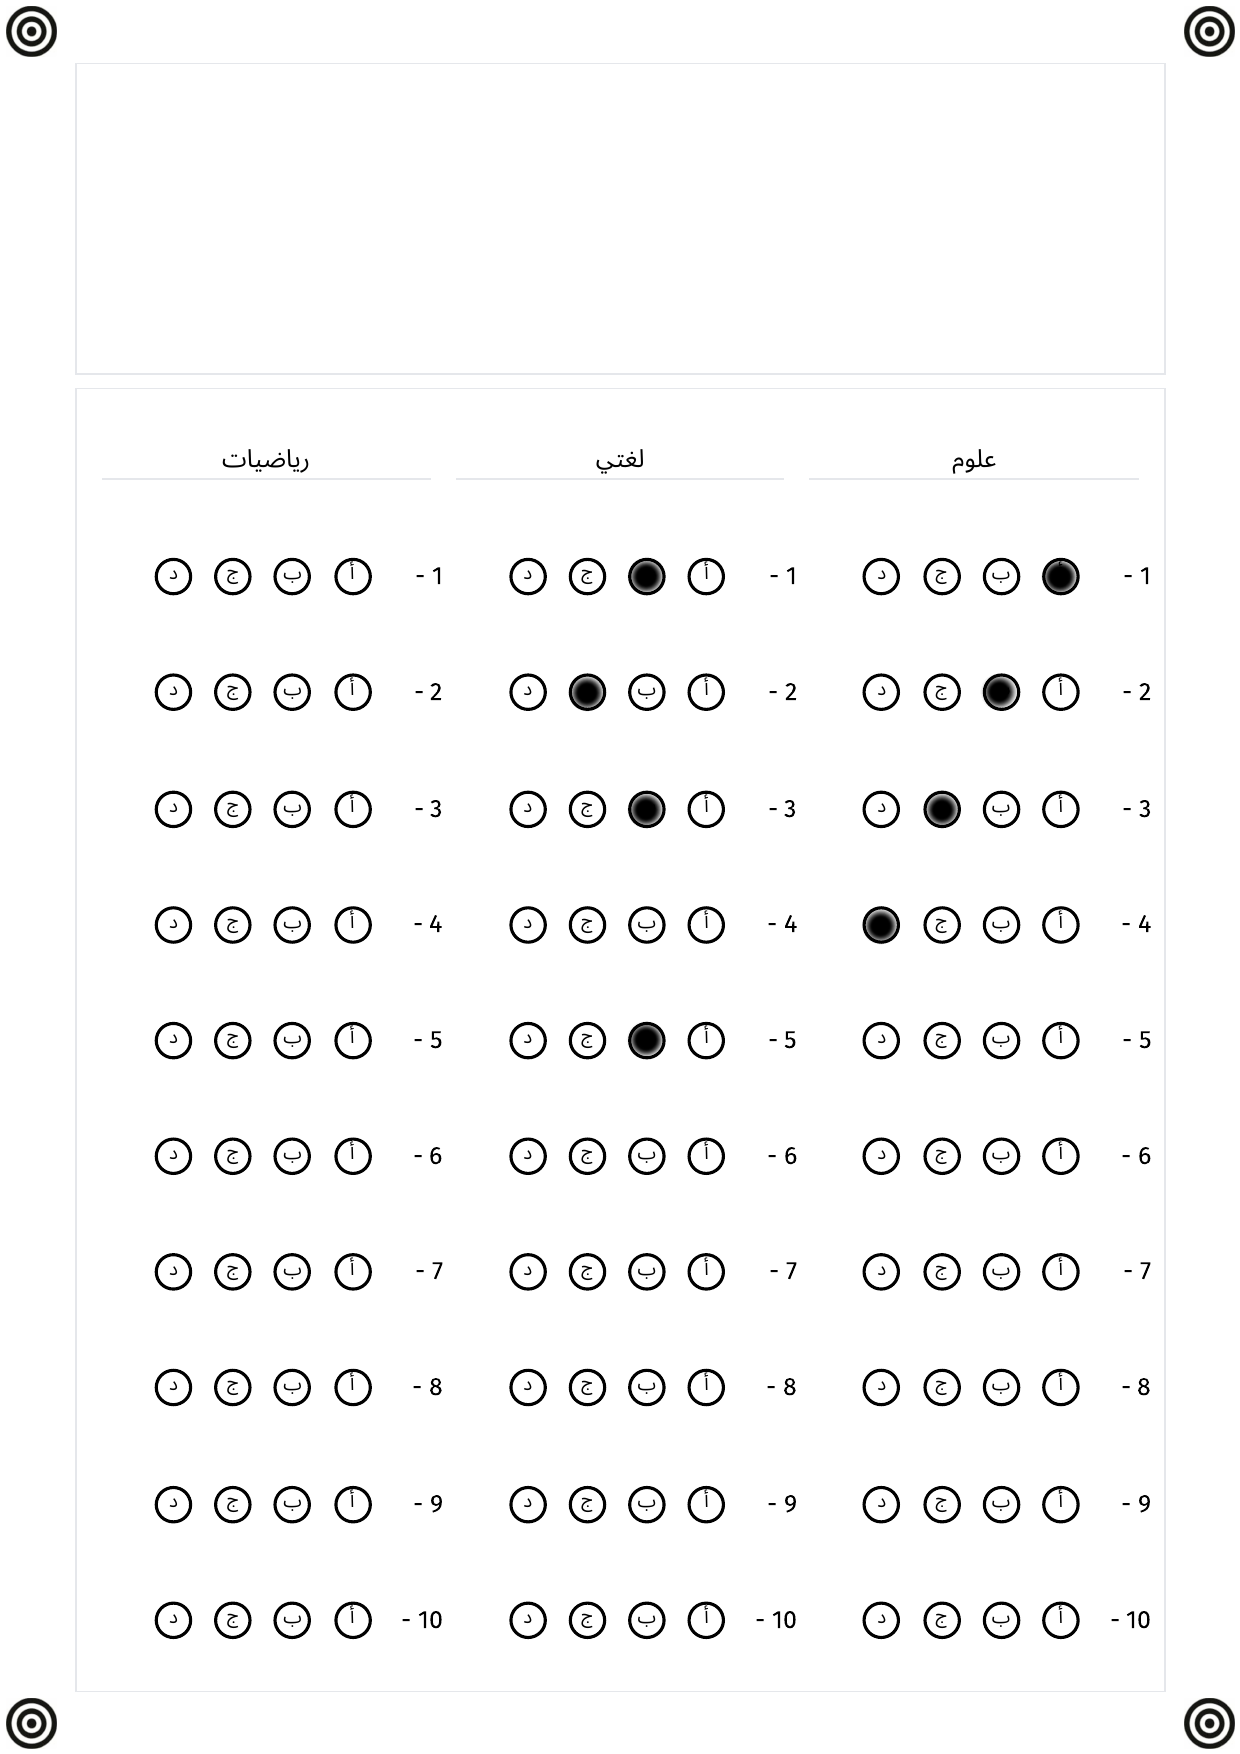 علوم لغتي رياضيات
1 - أ ب ج د 1 - أ ج د 1 - أ ب ج د
2 - أ ج د 2 - أ ب د 2 - أ ب ج د
3 - أ ب د 3 - أ ج د 3 - أ ب ج د
4 - أ ب ج 4 - أ ب ج د 4 - أ ب ج د
5 - أ ب ج د 5 - أ ج د 5 - أ ب ج د
6 - أ ب ج د 6 - أ ب ج د 6 - أ ب ج د
7 - أ ب ج د 7 - أ ب ج د 7 - أ ب ج د
8 - أ ب ج د 8 - أ ب ج د 8 - أ ب ج د
9 - أ ب ج د 9 - أ ب ج د 9 - أ ب ج د
10 - أ ب ج د 10 - أ ب ج د 10 - أ ب ج د